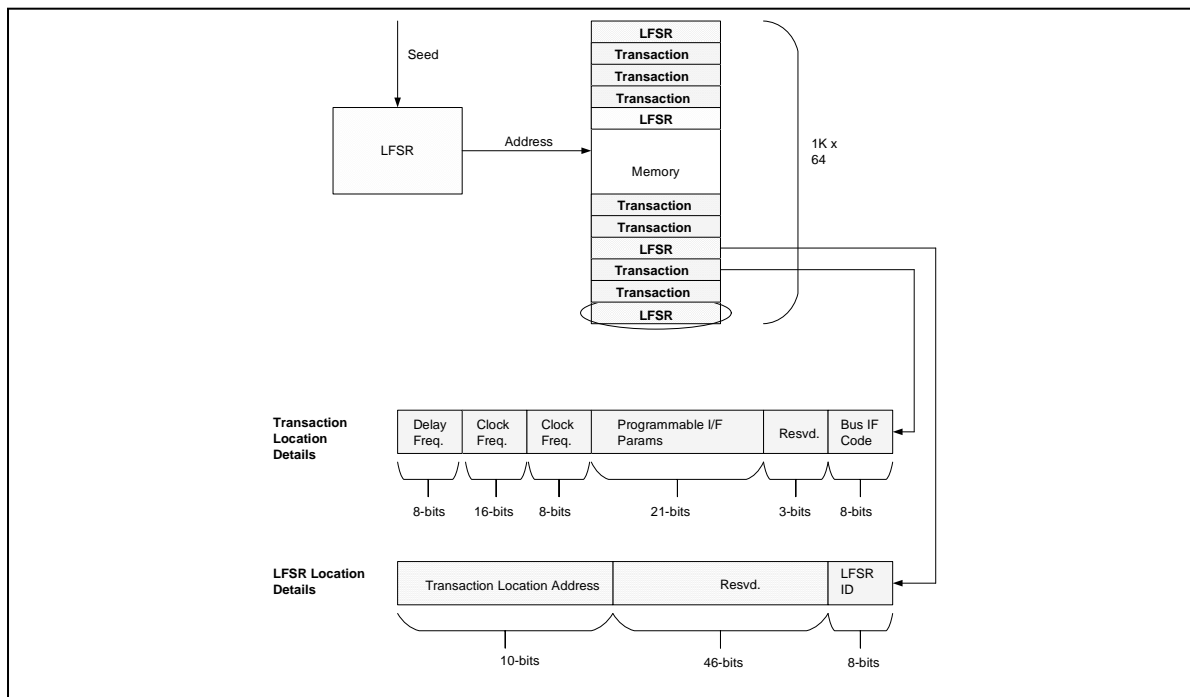 Seed
LFSR
Address
LFSR
Transaction
Transaction
Transaction
LFSR
Memory
Transaction
Transaction
LFSR
Transaction
Transaction
LFSR
1K x
64
Transaction
Location
Details
Delay
Freq.
Clock
Freq.
Clock
Freq.
Programmable I/F
Params
Resvd.
Bus IF
Code
8-bits
16-bits
8-bits
21-bits
3-bits
8-bits
LFSR Location
Details
Transaction Location Address
Resvd.
LFSR
ID
10-bits
46-bits
8-bits